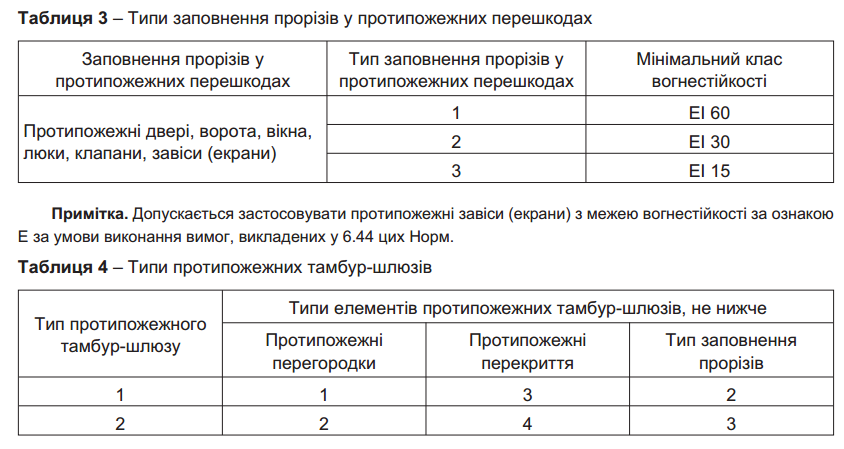 Таблиця 3 – Типи заповнення прорізів у протипожежних перешкодах
Заповнення прорізів у протипожежних перешкодах
Тип заповнення прорізів у протипожежних перешкодах
Мінімальний клас вогнестійкості
Протипожежні двері, ворота, вікна, люки, клапани, завіси (екрани)
1
EI 60
2
EI 30
3
EI 15
Примітка. Допускається застосовувати протипожежні завіси (екрани) з межею вогнестійкості за ознакою
Е за умови виконання вимог, викладених у 6.44 цих Норм.
Таблиця 4 – Типи протипожежних тамбур-шлюзів
Тип протипожежного тамбур-шлюзу
Типи елементів протипожежних тамбур-шлюзів, не нижче
Протипожежні перегородки
Протипожежні перекриття
Тип заповнення прорізів
1
1
3
2
2
2
4
3